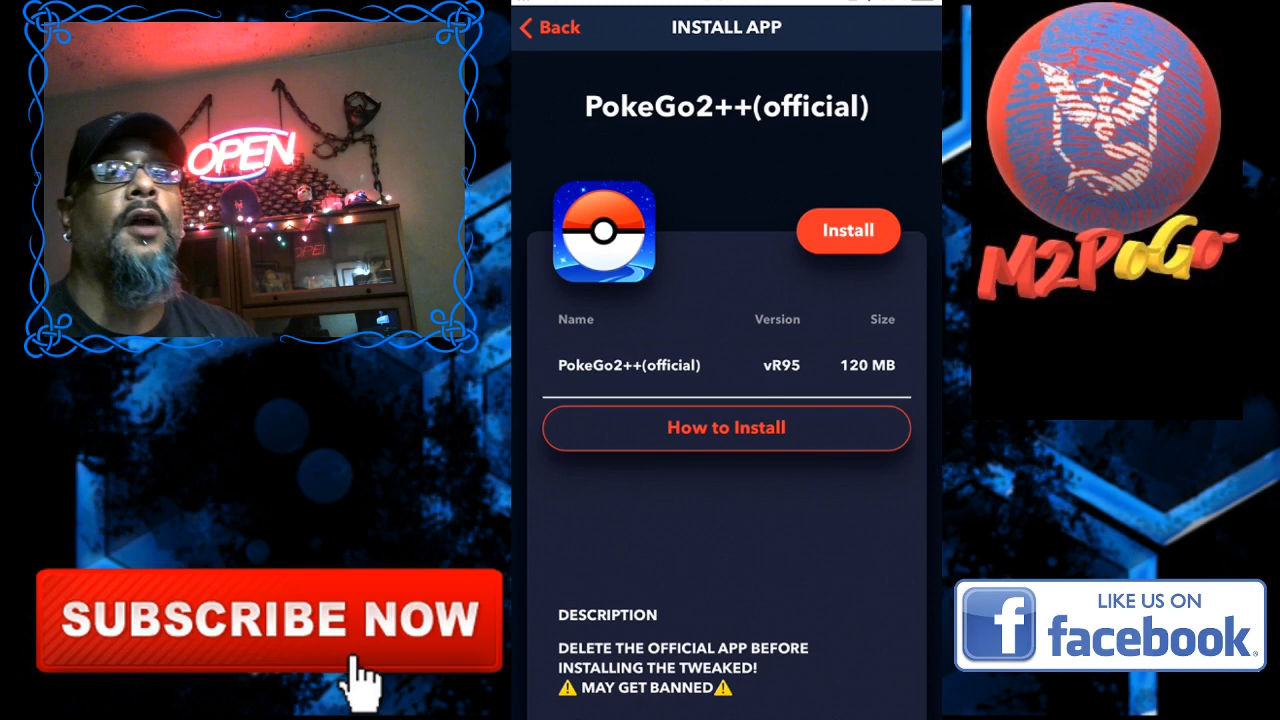 OPEN
Back
INSTALL APP
PokeGo2++(official)
Install
Name Version Size
PokeGo2++(official) vR95 120 MB
How to Install
DESCRIPTION
DELETE THE OFFICIAL APP BEFORE
INSTALLING THE TWEAKED!
⚠️ MAY GET BANNED⚠️
M2PoGo
SUBSCRIBE NOW
LIKE US ON
f facebook.